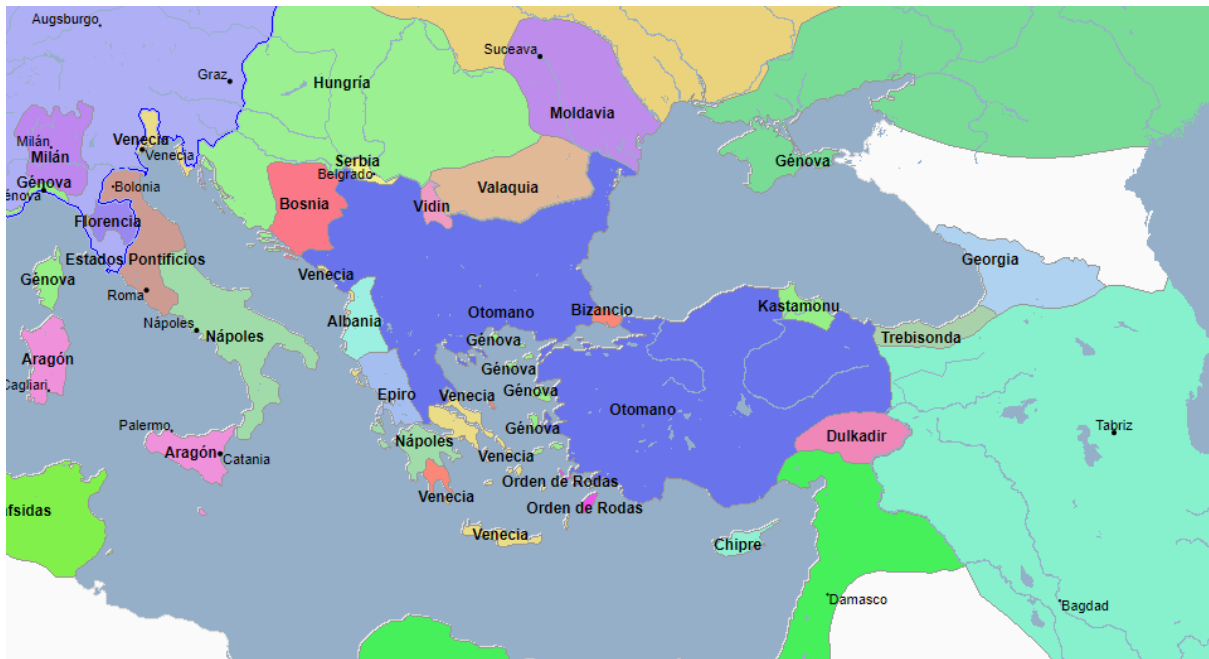 Augsburgo
Suceava
Graz
Hungría
Moldavia
Venecia
Milán
Venecia
Milán
Serbia
Génova
Belgrado
Génova
Valaquia
Génova
Bolonia
Bosnia
Vidin
Florencia
Estados Pontificios
Georgia
Génova
Venecia
Roma
Kastamonu
Bizancio
Otomano
Nápoles
Albania
Nápoles
Trebisonda
Génova
Aragón
Génova
Cagliari
Epiro
Venecia
Génova
Otomano
Palermo
Génova
Tabriz
Aragón
Catania
Nápoles
Dulkadir
Venecia
Orden de Rodas
Venecia
Orden de Rodas
afsidas
Venecia
Chipre
Damasco
Bagdad